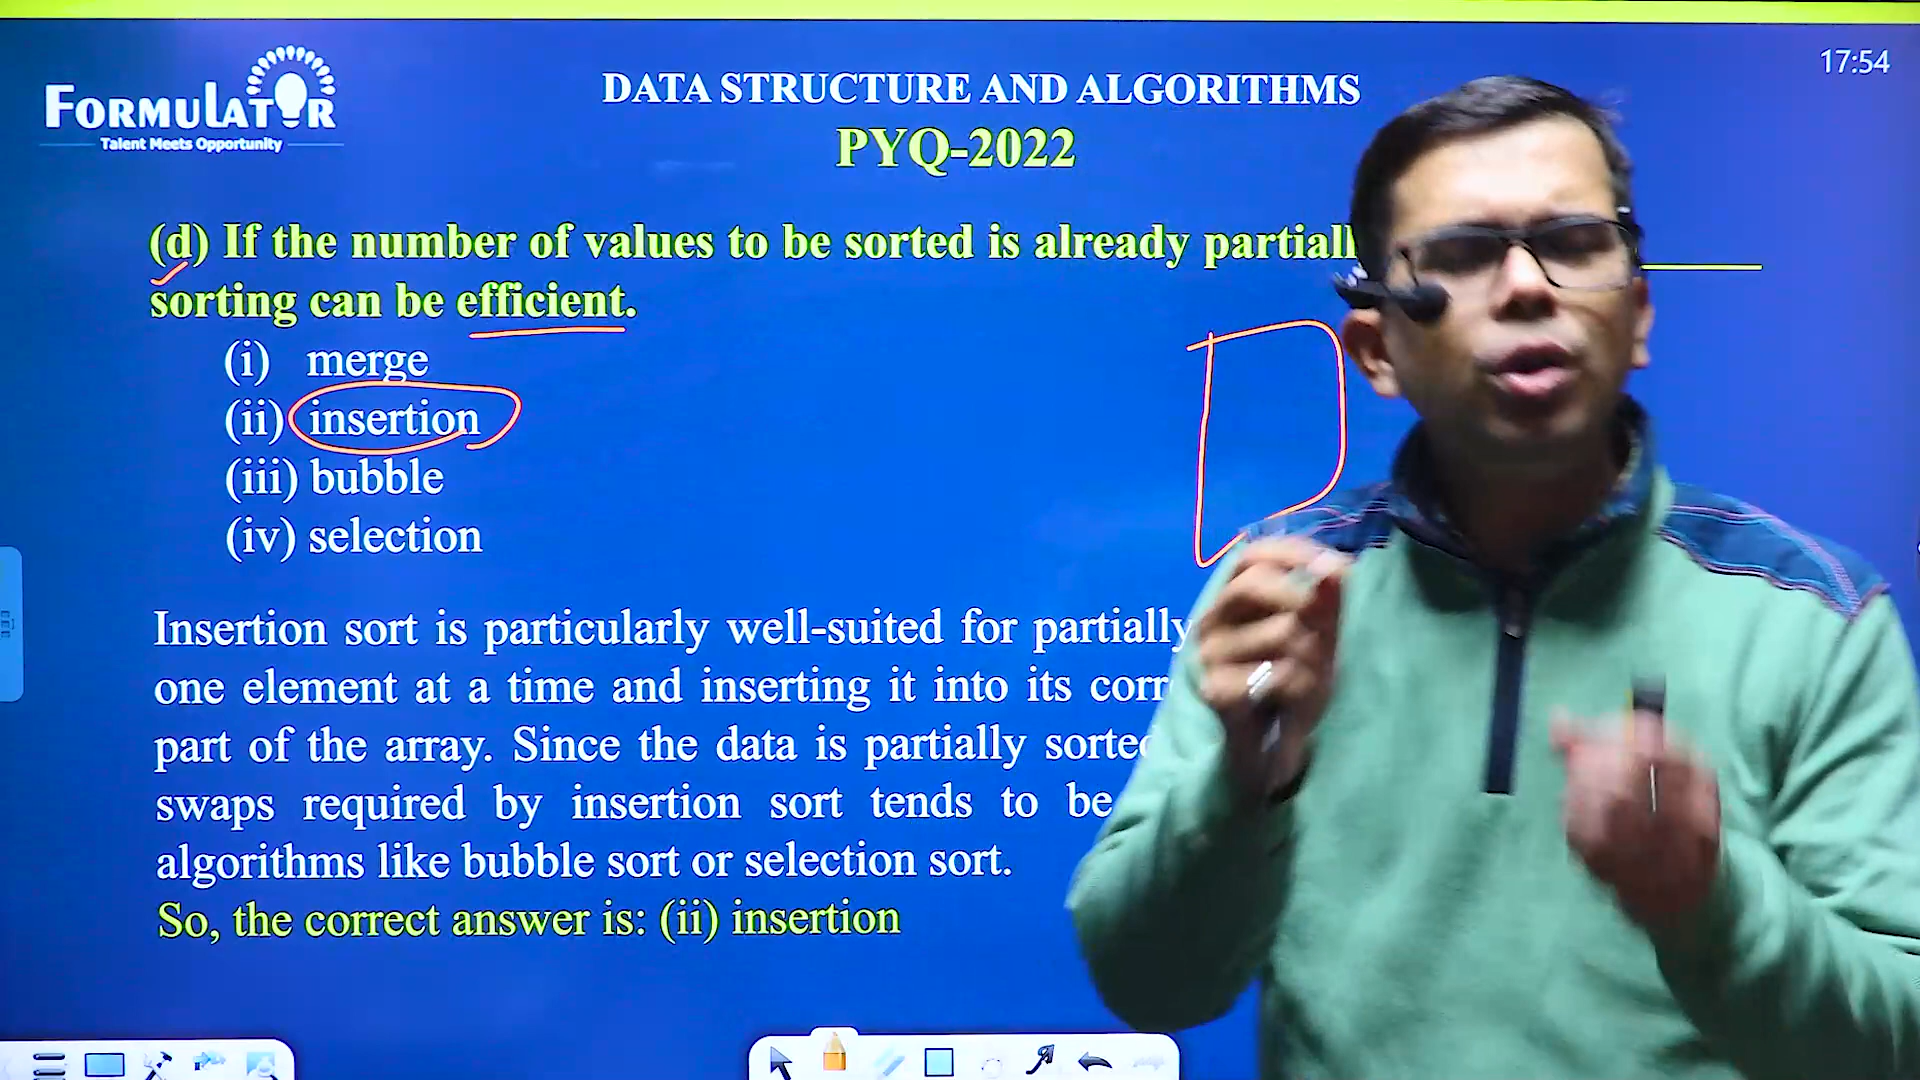 FORMULATOR
Talent Meets Opportunity
17:54
DATA STRUCTURE AND ALGORITHMS
PYQ-2022
(d) If the number of values to be sorted is already partiall
sorting can be efficient.
(i) merge
(ii) insertion
(iii) bubble
(iv) selection
Insertion sort is particularly well-suited for partially
one element at a time and inserting it into its corr
part of the array. Since the data is partially sorted
swaps required by insertion sort tends to be
algorithms like bubble sort or selection sort.
So, the correct answer is: (ii) insertion